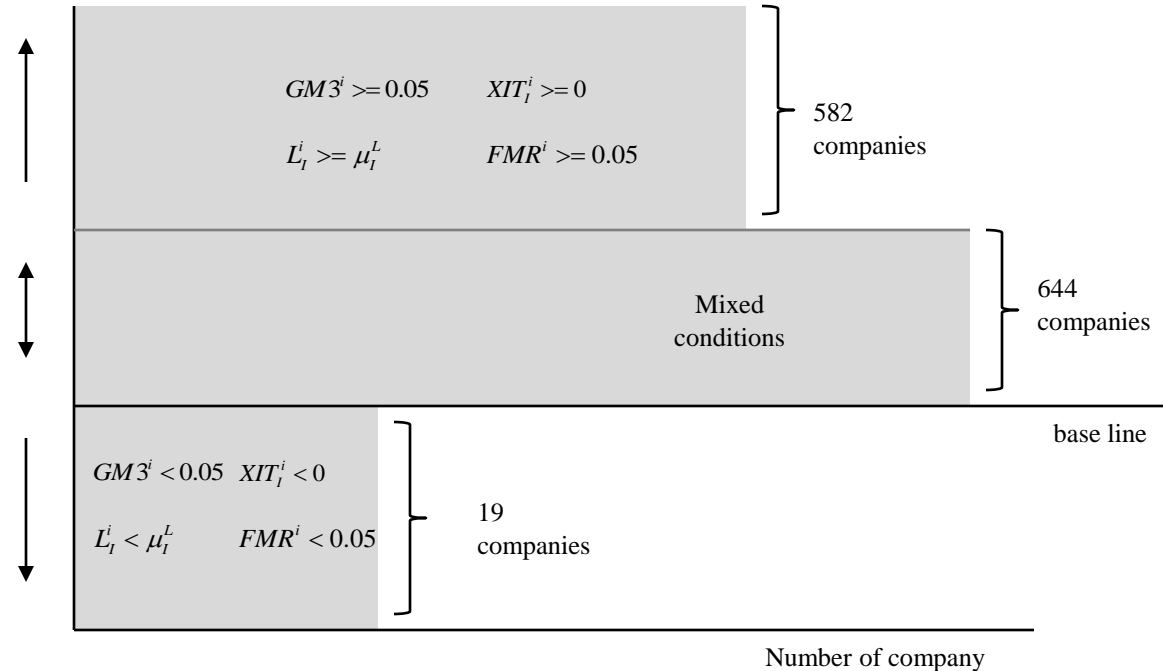 GM3^i >= 0.05 XIT_I^i >= 0
582
companies
L_I^i >= μ_I^L FMR^i >= 0.05
Mixed
conditions
644
companies
base line
GM3^i < 0.05 XIT_I^i < 0
L_I^i < μ_I^L FMR^i < 0.05
19
companies
Number of company